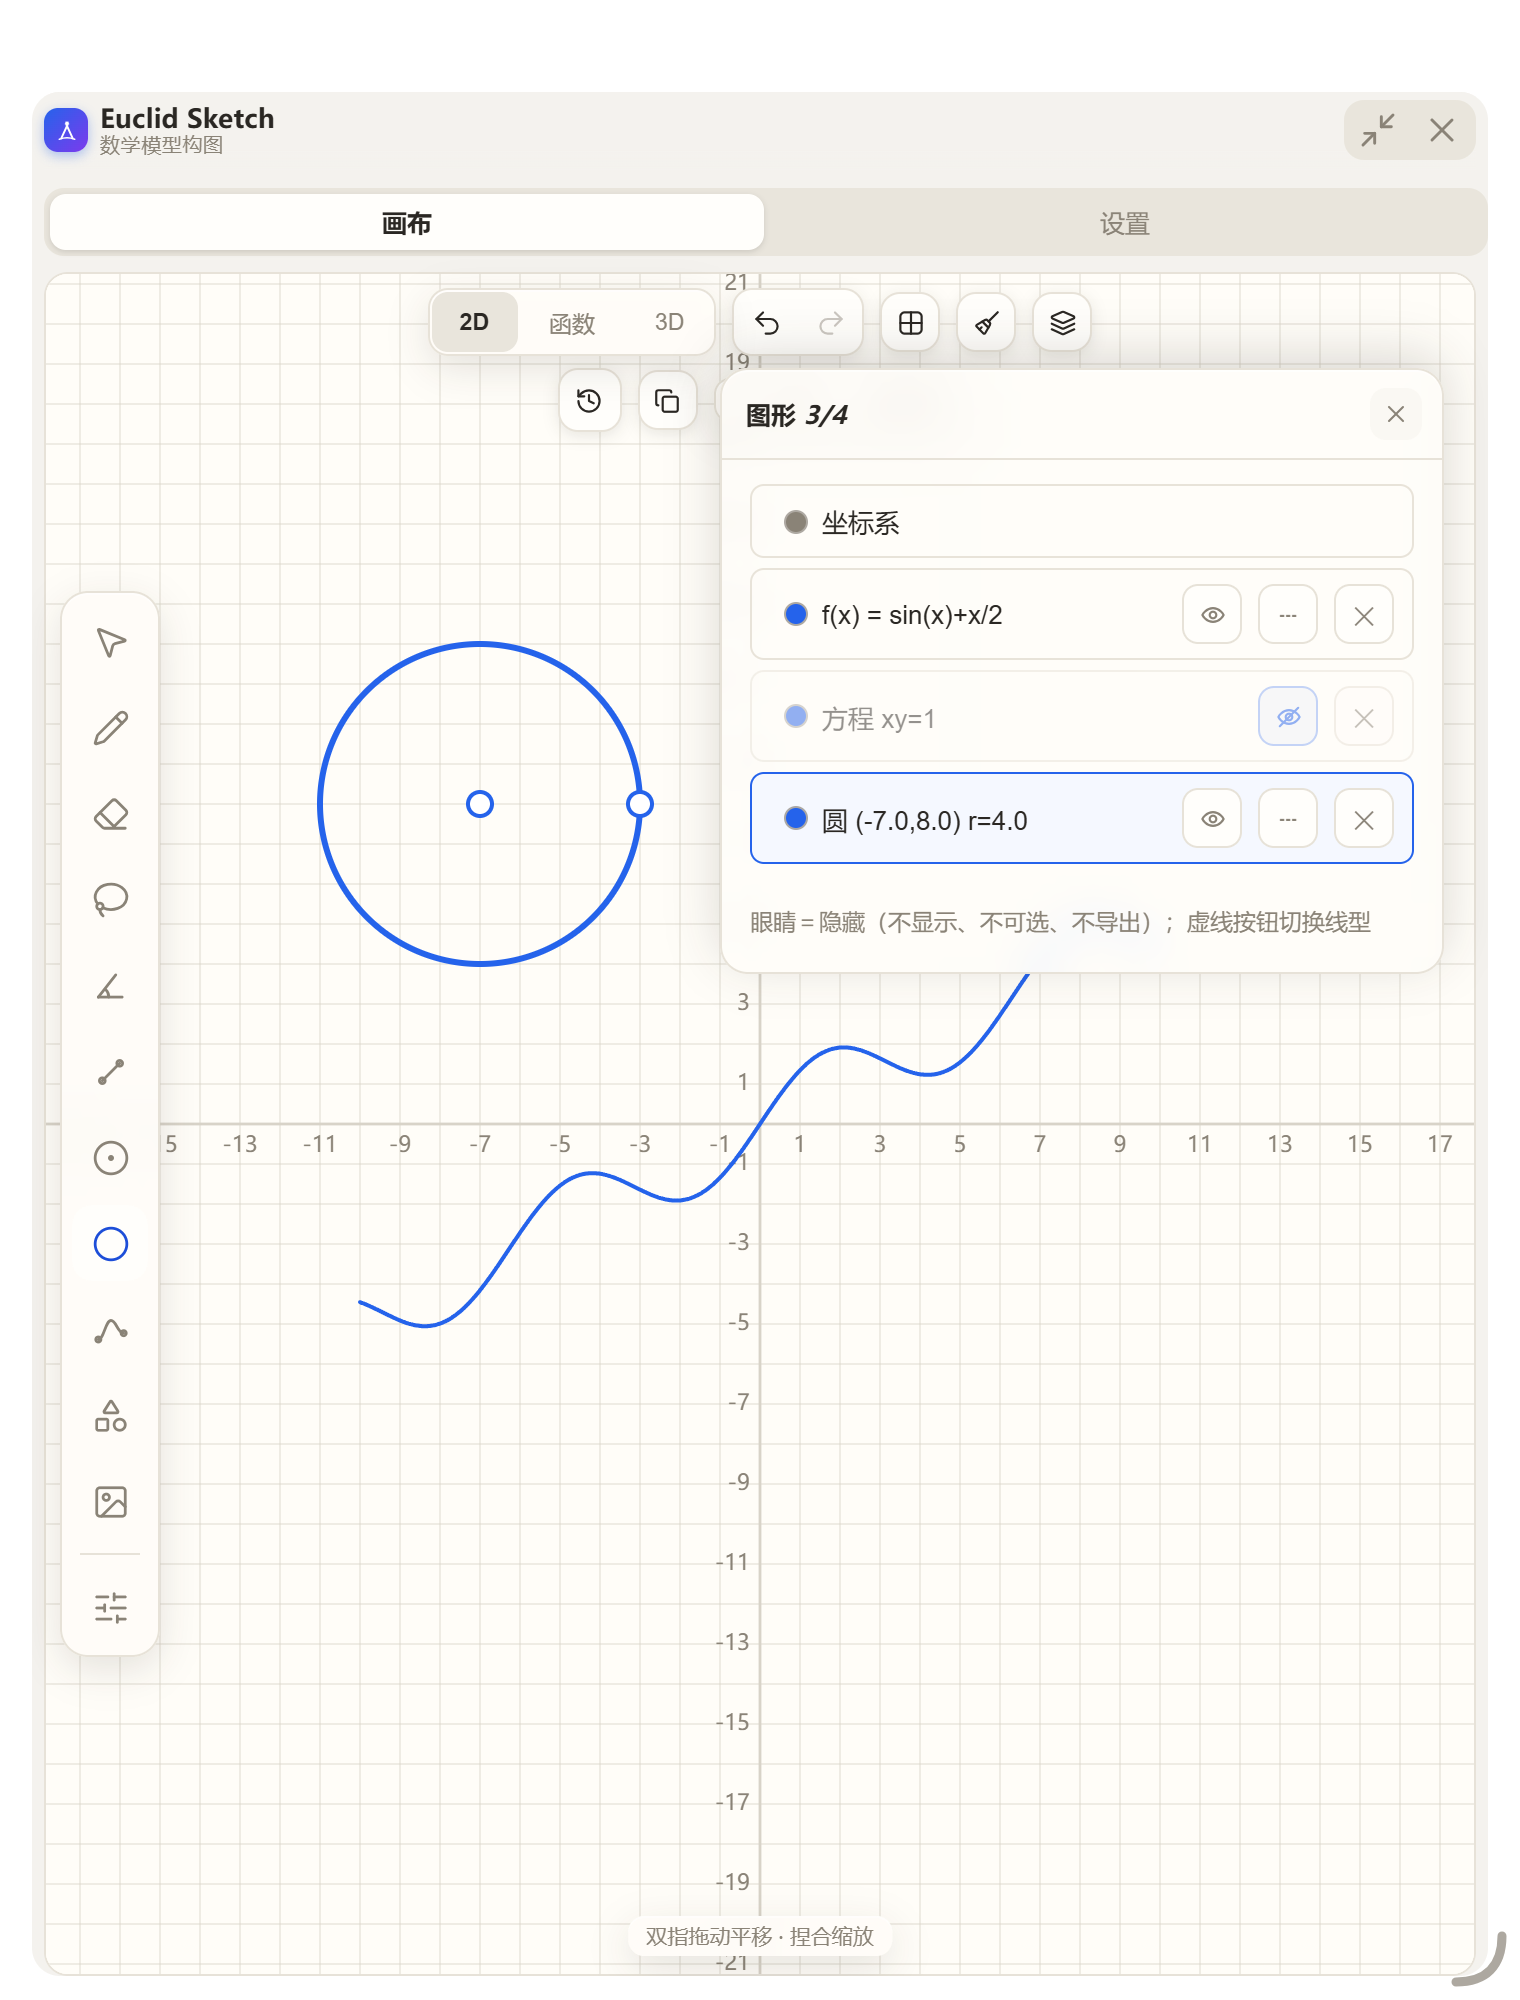 Euclid Sketch
数学模型构图
画布
设置
21
2D
函数
3D
19
图形 3/4
坐标系
f(x) = sin(x)+x/2
方程 xy=1
圆 (-7.0,8.0) r=4.0
眼睛 = 隐藏（不显示、不可选、不导出）；虚线按钮切换线型
3
1
5 -13 -11 -9 -7 -5 -3 -1 1 3 5 7 9 11 13 15 17
-1
-3
-5
-7
-9
-11
-13
-15
-17
-19
双指拖动平移 · 捏合缩放
-21